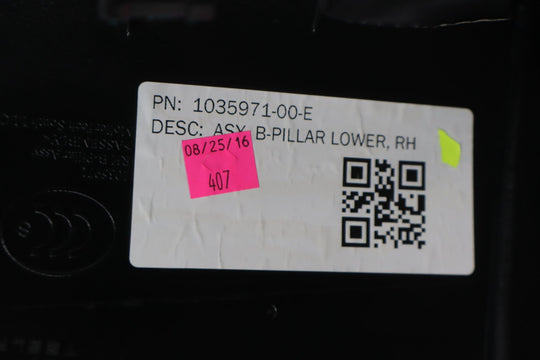 PN: 1035971-00-E
DESC: ASY, B-PILLAR LOWER, RH
08/25/16
407